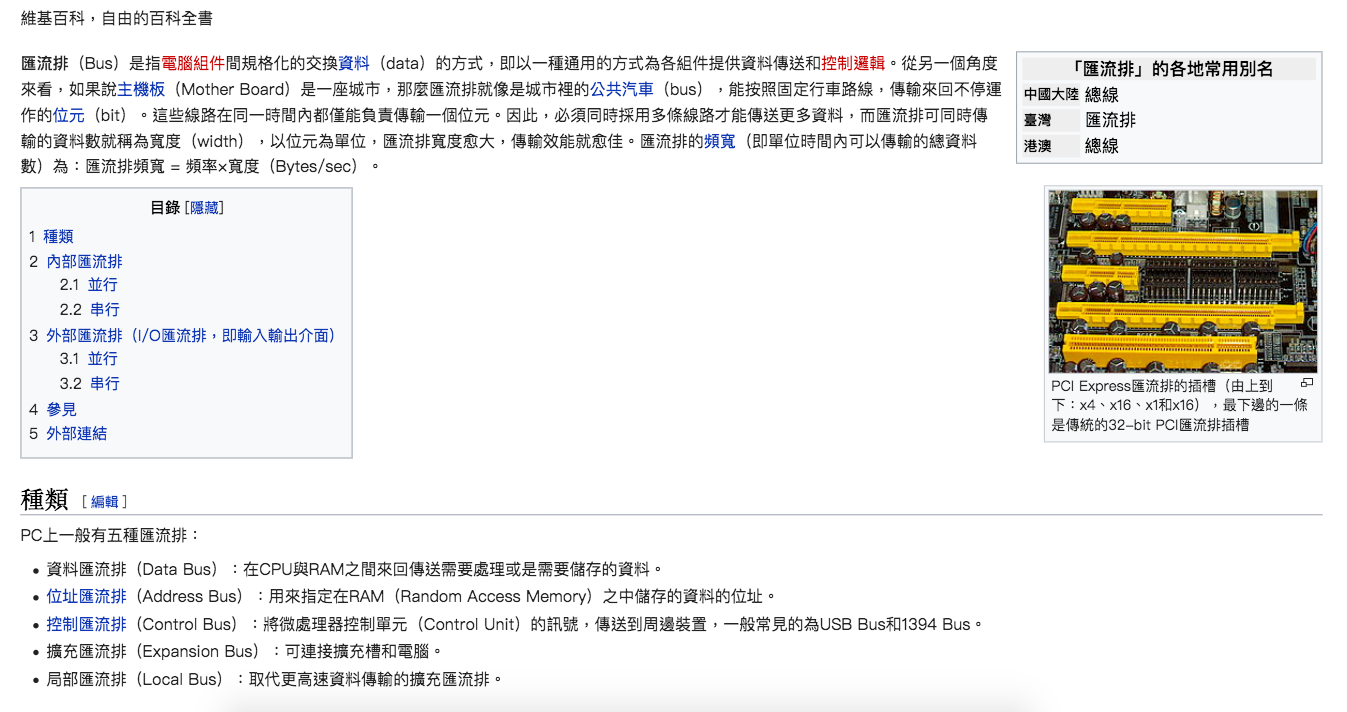 維基百科，自由的百科全書
匯流排（Bus）是指電腦組件間規格化的交換資料（data）的方式，即以一種通用的方式為各組件提供資料傳送和控制邏輯。從另一個角度
來看，如果說主機板（Mother Board）是一座城市，那麼匯流排就像是城市裡的公共汽車（bus），能按照固定行車路線，傳輸來回不停運
作的位元（bit）。這些線路在同一時間內都僅能負責傳輸一個位元。因此，必須同時採用多條線路才能傳送更多資料，而匯流排可同時傳
輸的資料數就稱為寬度（width），以位元為單位，匯流排寬度愈大，傳輸效能就愈佳。匯流排的頻寬（即單位時間內可以傳輸的總資料
數）為：匯流排頻寬 = 頻率×寬度（Bytes/sec）。
「匯流排」的各地常用別名
中國大陸 總線
臺灣 匯流排
港澳 總線
PCI Express匯流排的插槽（由上到
下：x4、x16、x1和x16），最下邊的一條
是傳統的32-bit PCI匯流排插槽
目錄 [隱藏]
1 種類
2 內部匯流排
2.1 並行
2.2 串行
3 外部匯流排（I/O匯流排，即輸入輸出介面）
3.1 並行
3.2 串行
4 參見
5 外部連結
種類 [編輯]
PC上一般有五種匯流排：
• 資料匯流排（Data Bus）：在CPU與RAM之間來回傳送需要處理或是需要儲存的資料。
• 位址匯流排（Address Bus）：用來指定在RAM（Random Access Memory）之中儲存的資料的位址。
• 控制匯流排（Control Bus）：將微處理器控制單元（Control Unit）的訊號，傳送到周邊裝置，一般常見的為USB Bus和1394 Bus。
• 擴充匯流排（Expansion Bus）：可連接擴充槽和電腦。
• 局部匯流排（Local Bus）：取代更高速資料傳輸的擴充匯流排。